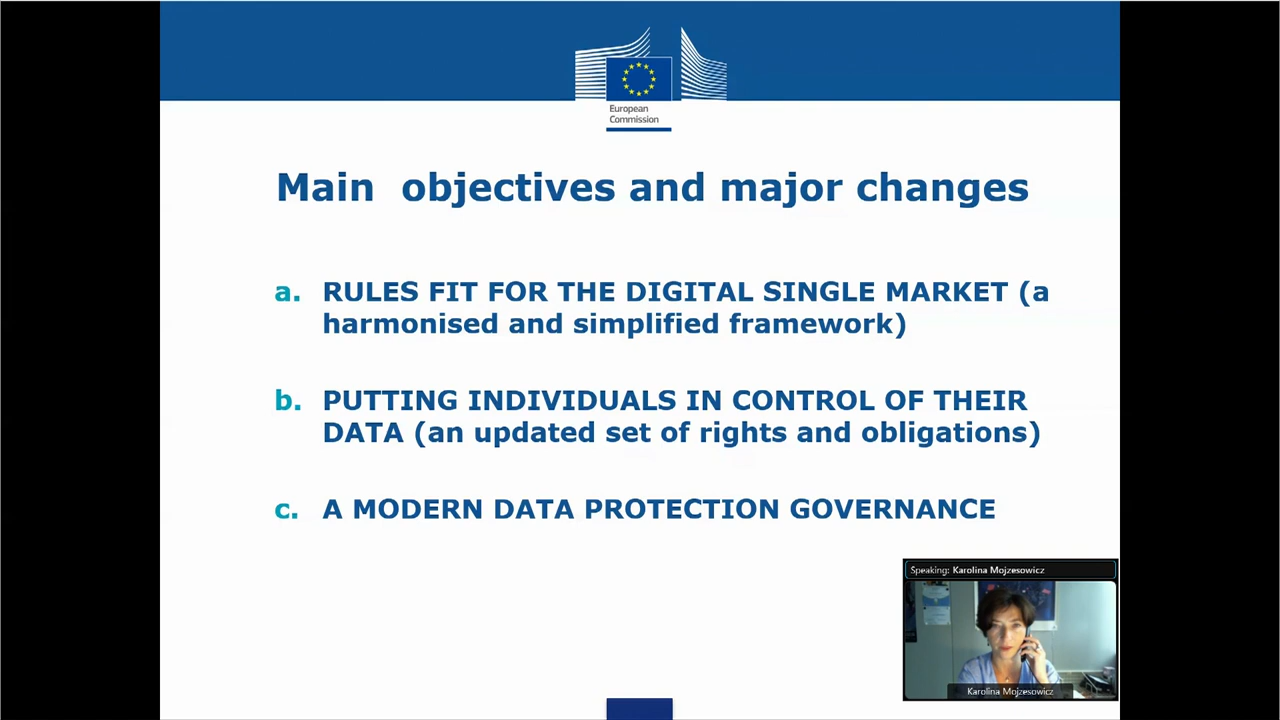 European
Commission
Main objectives and major changes
a. RULES FIT FOR THE DIGITAL SINGLE MARKET (a
harmonised and simplified framework)
b. PUTTING INDIVIDUALS IN CONTROL OF THEIR
DATA (an updated set of rights and obligations)
c. A MODERN DATA PROTECTION GOVERNANCE
Speaking: Karolina Mojzesowicz
Karolina Mojzesowicz